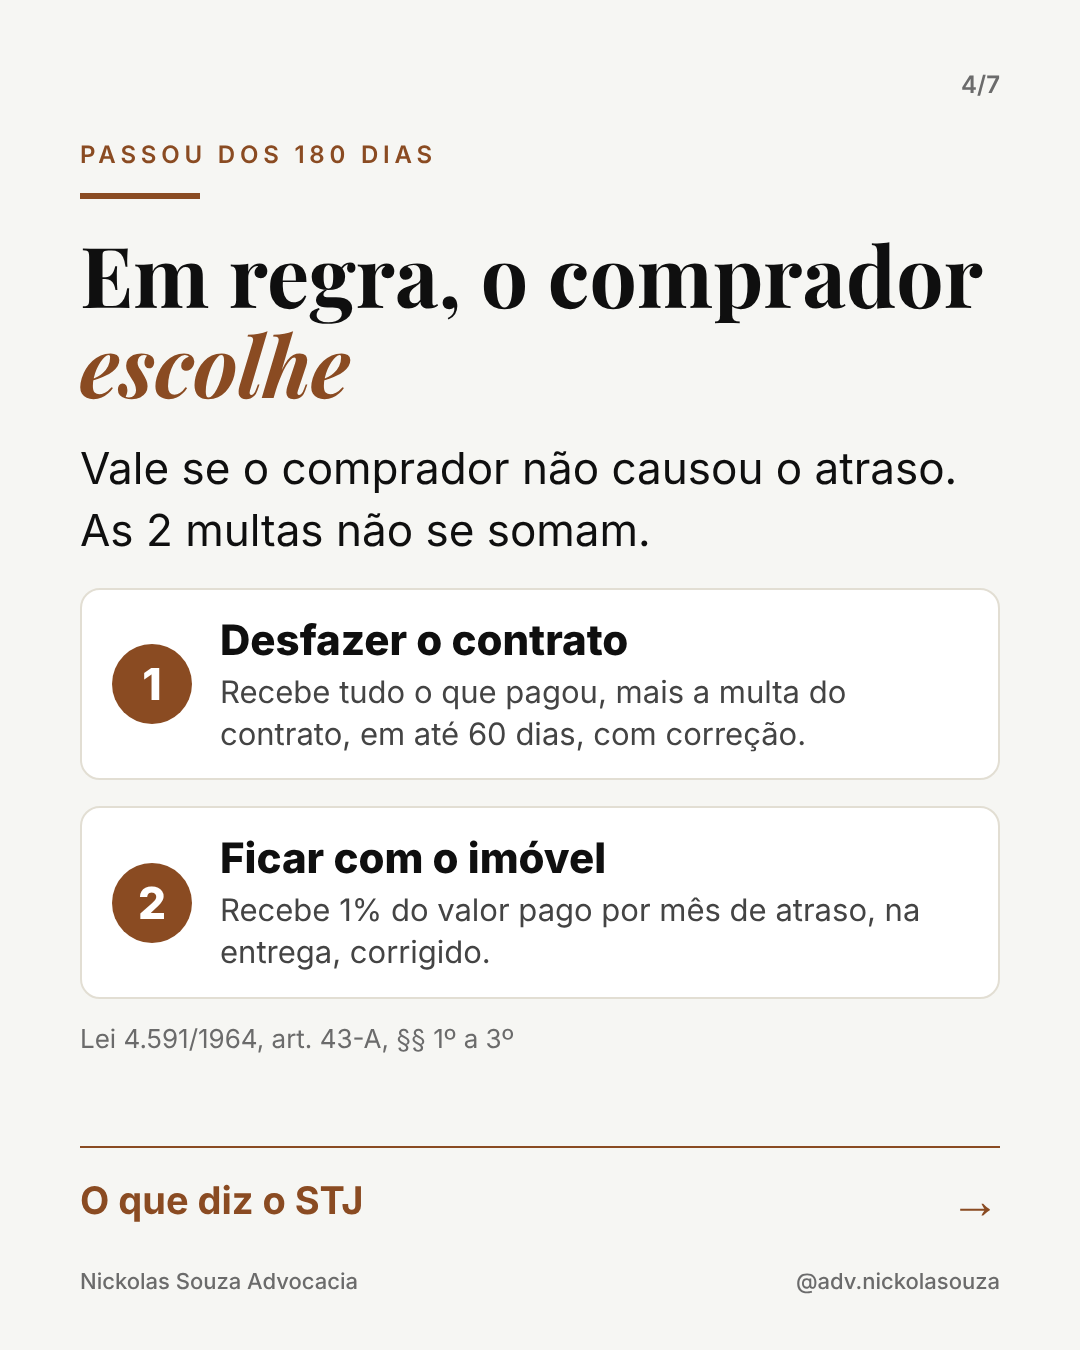 4/7
PASSOU DOS 180 DIAS
Em regra, o comprador
escolhe
Vale se o comprador não causou o atraso.
As 2 multas não se somam.
1
Desfazer o contrato
Recebe tudo o que pagou, mais a multa do
contrato, em até 60 dias, com correção.
2
Ficar com o imóvel
Recebe 1% do valor pago por mês de atraso, na
entrega, corrigido.
Lei 4.591/1964, art. 43-A, §§ 1º a 3º
O que diz o STJ →
Nickolas Souza Advocacia
@adv.nickolasouza